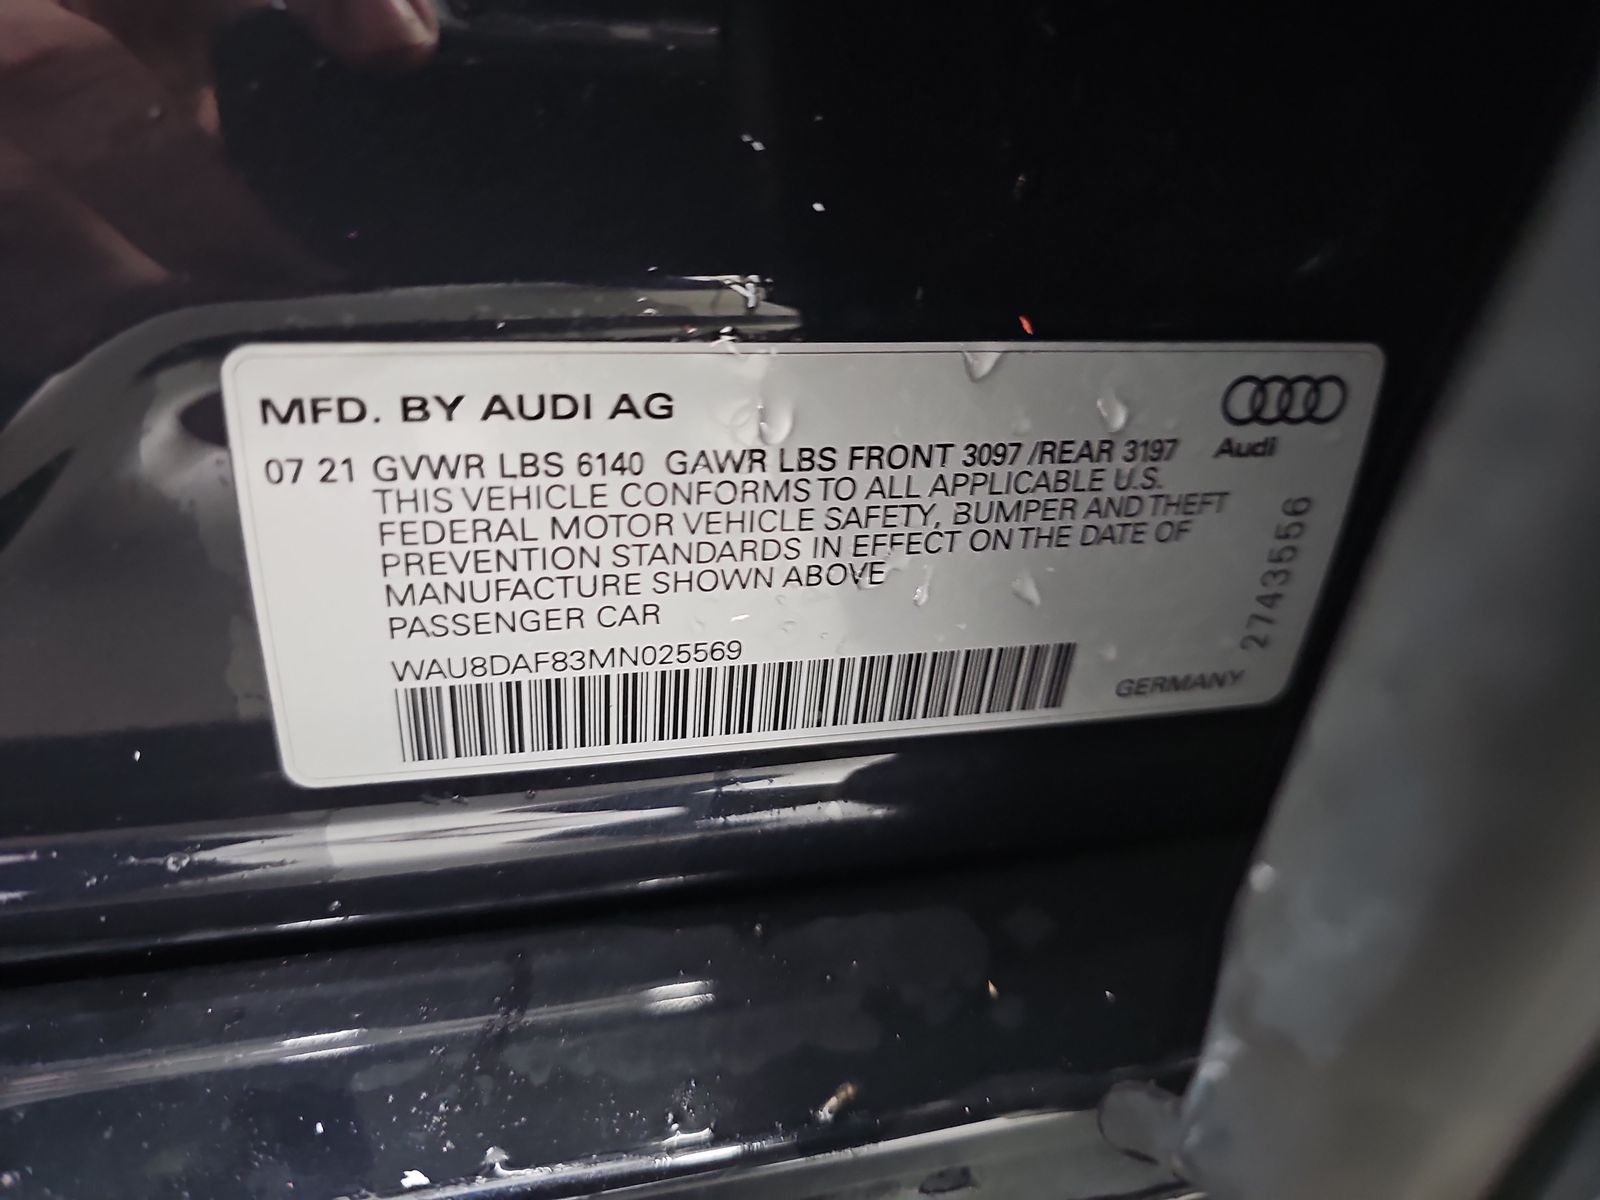 MFD. BY AUDI AG
Audi
07 21 GVWR LBS 6140 GAWR LBS FRONT 3097 /REAR 3197
THIS VEHICLE CONFORMS TO ALL APPLICABLE U.S.
FEDERAL MOTOR VEHICLE SAFETY, BUMPER AND THEFT
PREVENTION STANDARDS IN EFFECT ON THE DATE OF
MANUFACTURE SHOWN ABOVE
PASSENGER CAR
WAU8DAF83MN025569
GERMANY
2743556